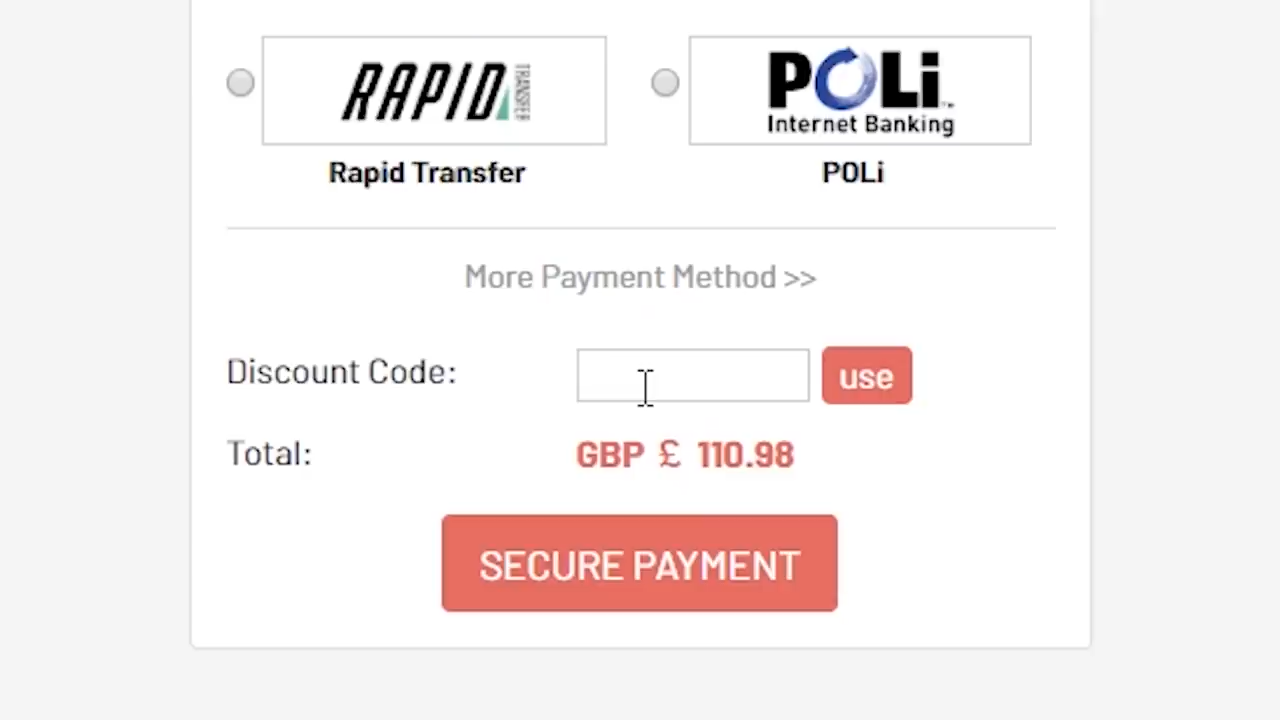 RAPID TRANSFER
POLi™
Internet Banking
Rapid Transfer
POLi
More Payment Method >>
Discount Code:
use
Total:
GBP £ 110.98
SECURE PAYMENT